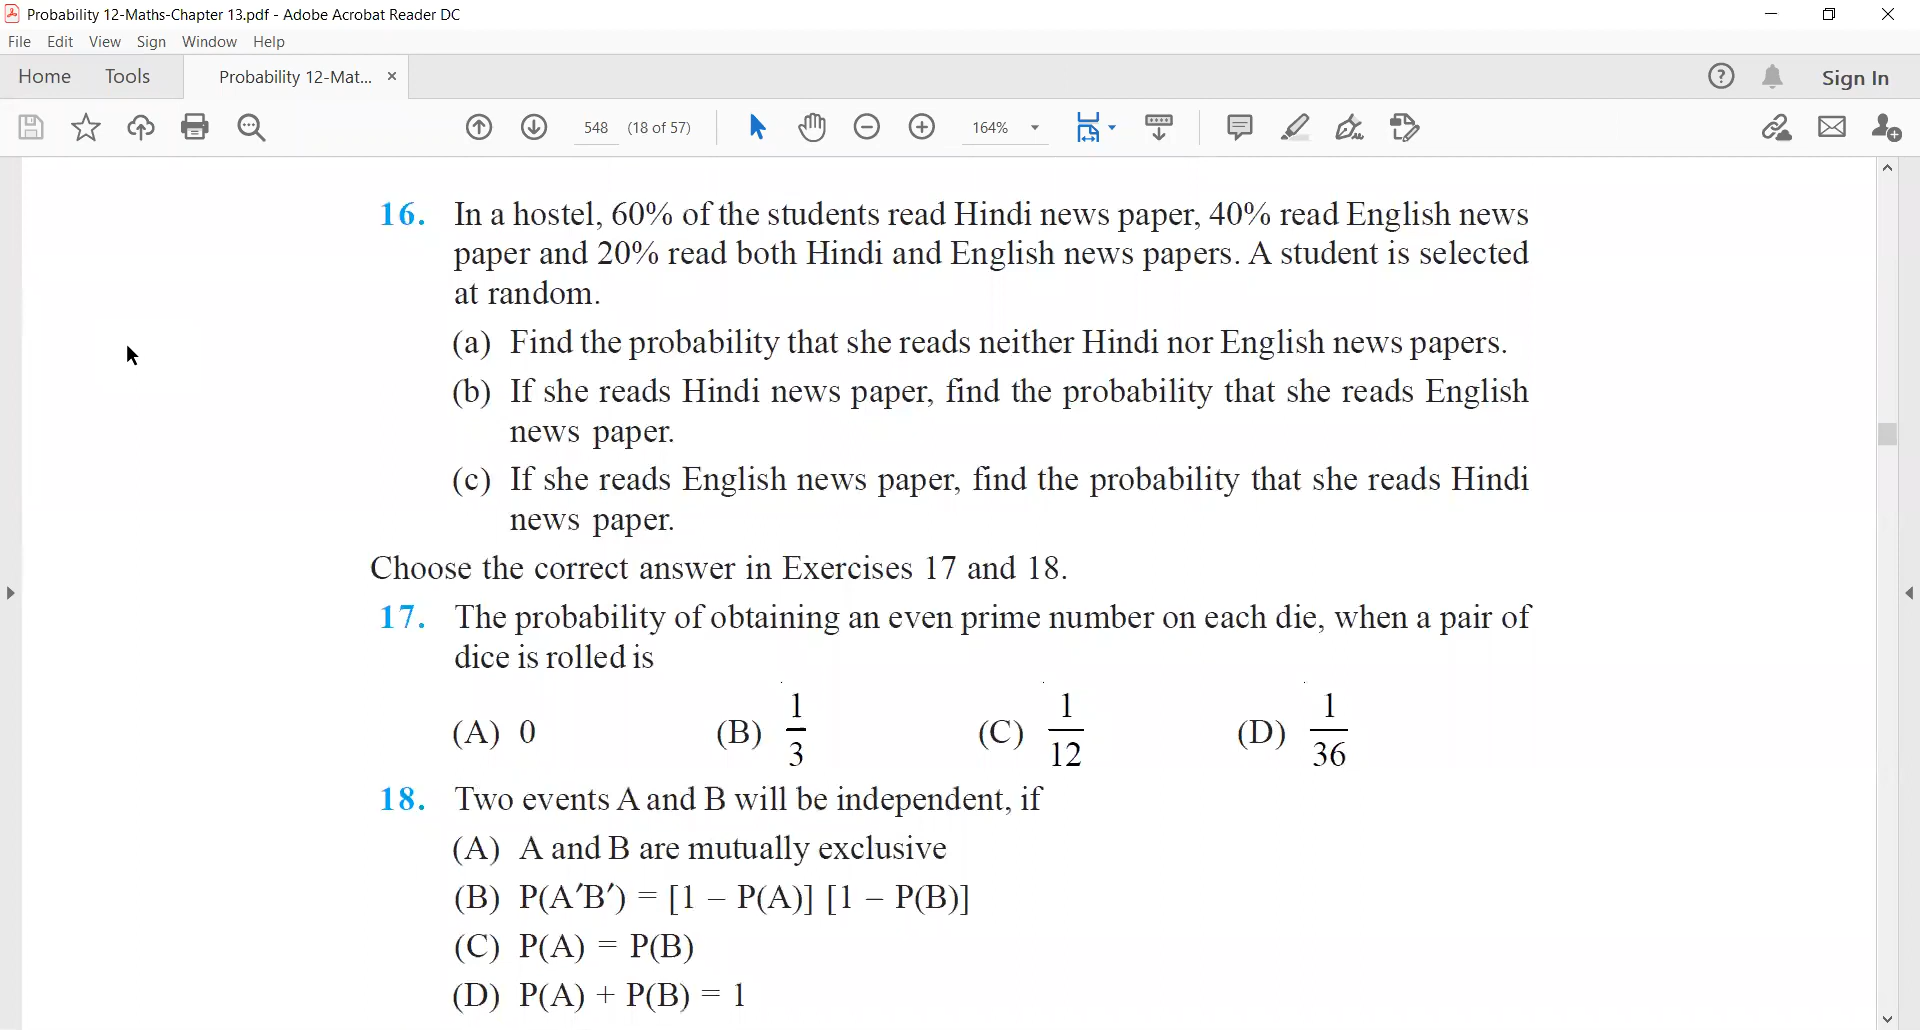 Probability 12-Maths-Chapter 13.pdf - Adobe Acrobat Reader DC
File Edit View Sign Window Help
Home Tools Probability 12-Mat... × Sign In
548 (18 of 57) 164%
16. In a hostel, 60% of the students read Hindi news paper, 40% read English news
paper and 20% read both Hindi and English news papers. A student is selected
at random.
(a) Find the probability that she reads neither Hindi nor English news papers.
(b) If she reads Hindi news paper, find the probability that she reads English
news paper.
(c) If she reads English news paper, find the probability that she reads Hindi
news paper.
Choose the correct answer in Exercises 17 and 18.
17. The probability of obtaining an even prime number on each die, when a pair of
dice is rolled is
(A) 0 (B) 1/3 (C) 1/12 (D) 1/36
18. Two events A and B will be independent, if
(A) A and B are mutually exclusive
(B) P(A′B′) = [1 – P(A)] [1 – P(B)]
(C) P(A) = P(B)
(D) P(A) + P(B) = 1